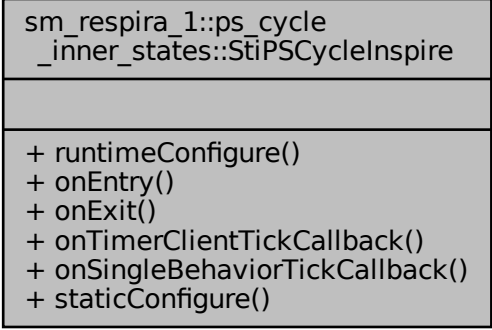 sm_respira_1::ps_cycle
_inner_states::StiPSCycleInspire
+ runtimeConfigure()
+ onEntry()
+ onExit()
+ onTimerClientTickCallback()
+ onSingleBehaviorTickCallback()
+ staticConfigure()